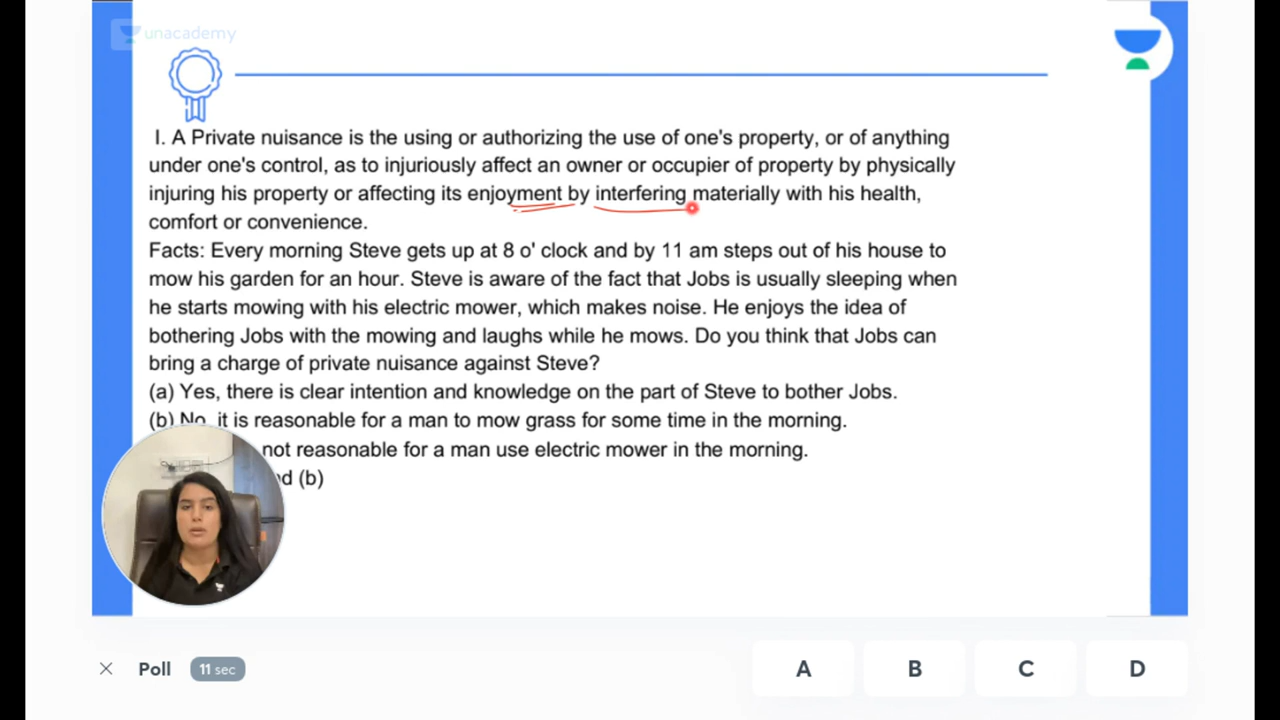 unacademy
I. A Private nuisance is the using or authorizing the use of one's property, or of anything
under one's control, as to injuriously affect an owner or occupier of property by physically
injuring his property or affecting its enjoyment by interfering materially with his health,
comfort or convenience.
Facts: Every morning Steve gets up at 8 o' clock and by 11 am steps out of his house to
mow his garden for an hour. Steve is aware of the fact that Jobs is usually sleeping when
he starts mowing with his electric mower, which makes noise. He enjoys the idea of
bothering Jobs with the mowing and laughs while he mows. Do you think that Jobs can
bring a charge of private nuisance against Steve?
(a) Yes, there is clear intention and knowledge on the part of Steve to bother Jobs.
(b) No, it is reasonable for a man to mow grass for some time in the morning.
not reasonable for a man use electric mower in the morning.
(b)
Poll 11 sec A B C D